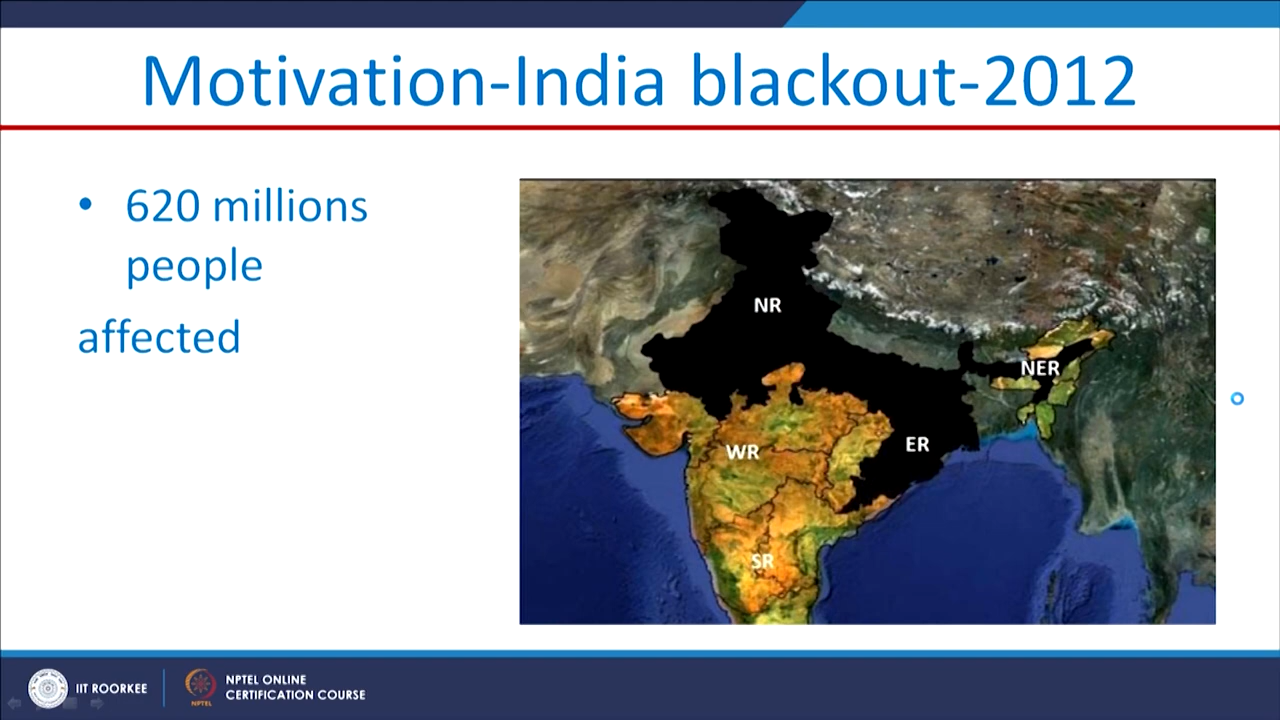 Motivation-India blackout-2012
• 620 millions
people
affected
NR
NER
ER
WR
SR
IIT ROORKEE
NPTEL
NPTEL ONLINE
CERTIFICATION COURSE